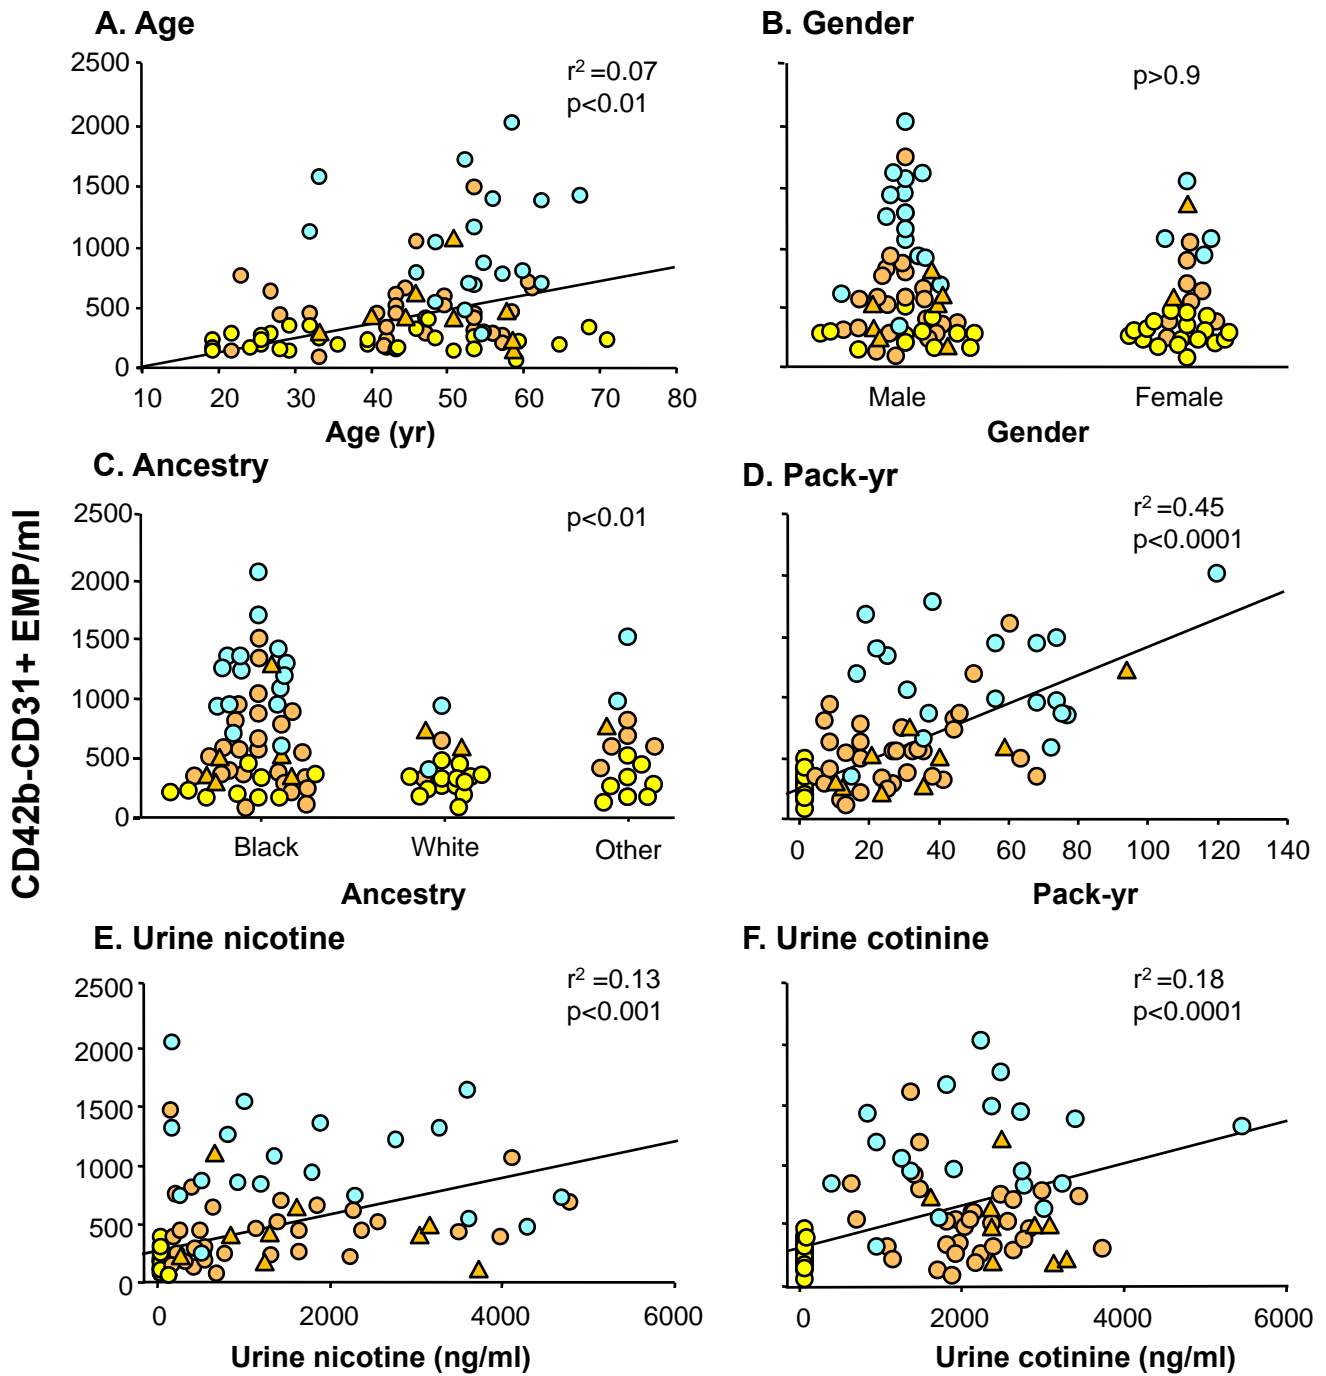 A. Age
r² =0.07
p<0.01
2500
2000
1500
1000
500
0
10 20 30 40 50 60 70 80
Age (yr)
B. Gender
p>0.9
Male Female
Gender
CD42b-CD31+ EMP/ml
C. Ancestry
p<0.01
2500
2000
1500
1000
500
0
Black White Other
Ancestry
D. Pack-yr
r² =0.45
p<0.0001
0 20 40 60 80 100 120 140
Pack-yr
E. Urine nicotine
r² =0.13
p<0.001
2500
2000
1500
1000
500
0
0 2000 4000 6000
Urine nicotine (ng/ml)
F. Urine cotinine
r² =0.18
p<0.0001
0 2000 4000 6000
Urine cotinine (ng/ml)